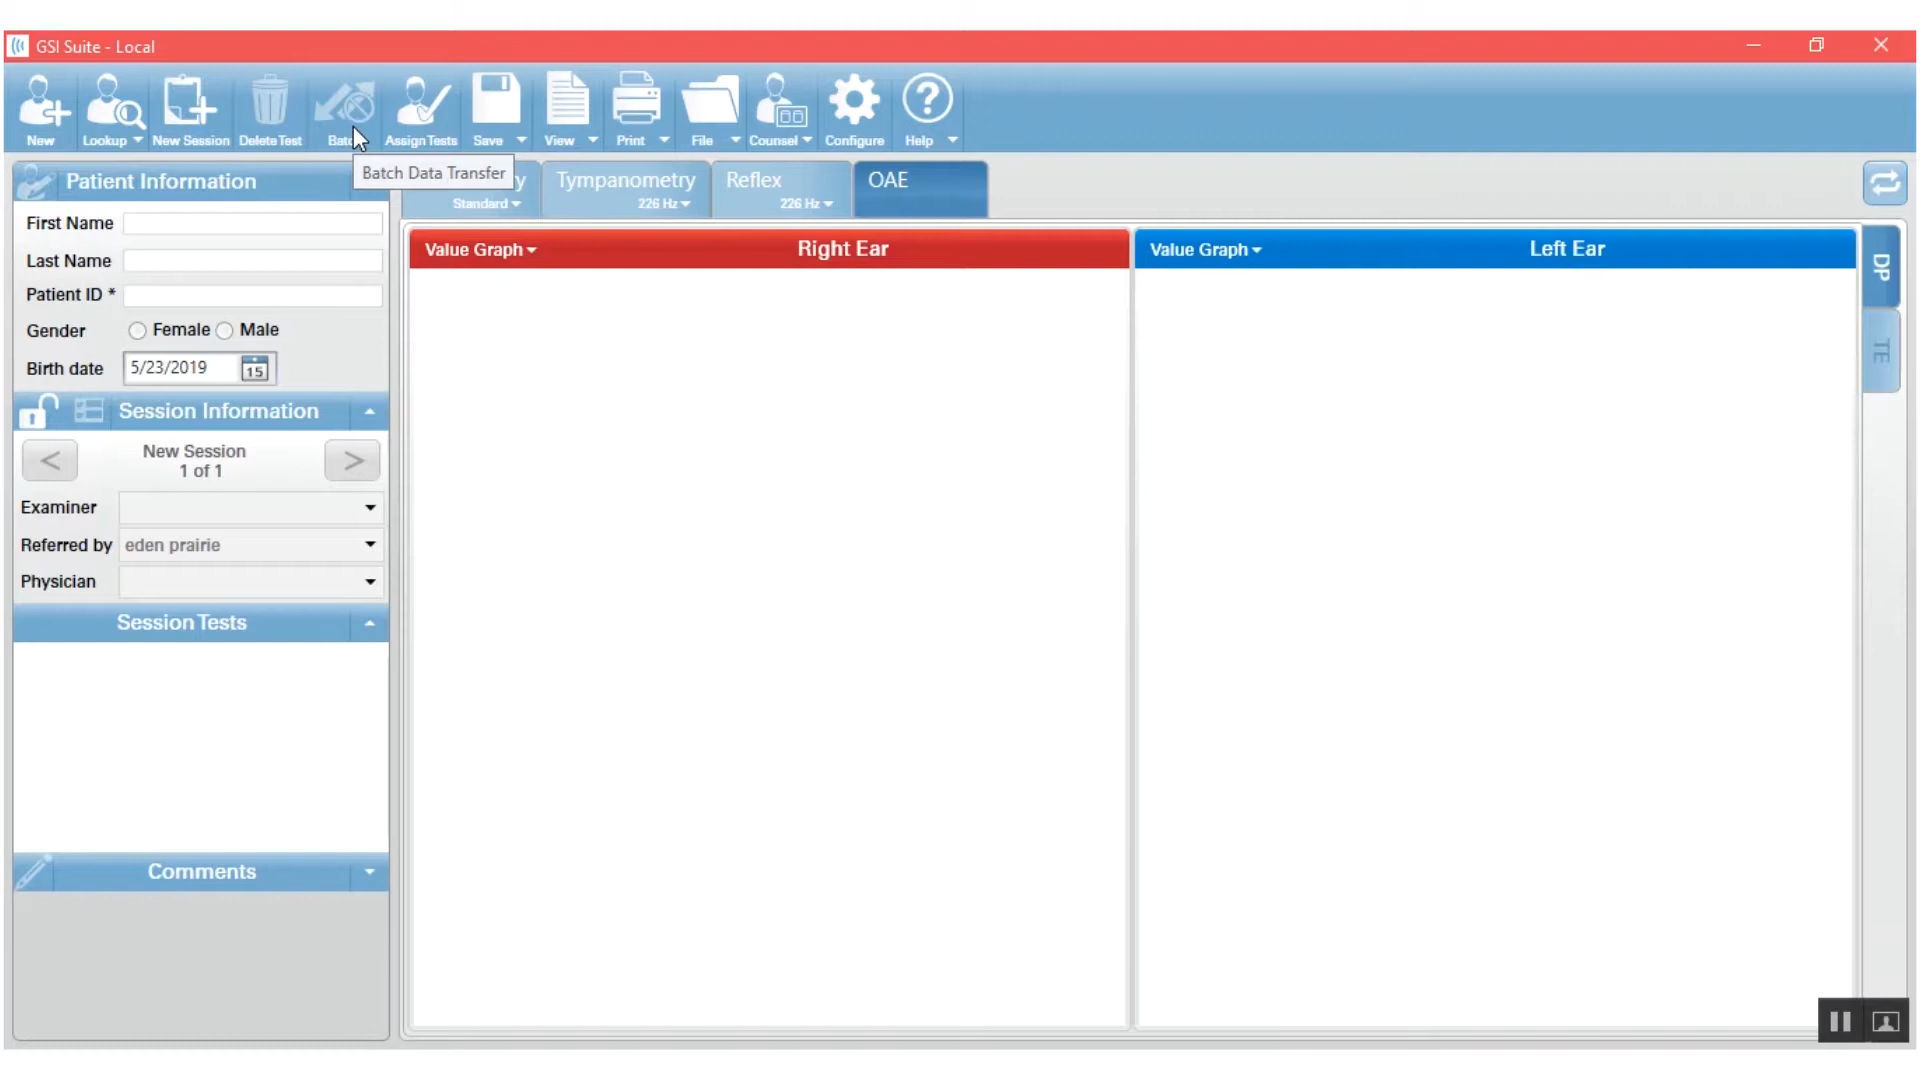 GSI Suite - Local
New
Lookup
New Session
Delete Test
Assign Tests
Save
View
Print
File
Counsel
Configure
Help
Batch Data Transfer
Patient Information
First Name
Last Name
Patient ID *
Gender Female Male
Birth date 5/23/2019 15
Session Information
< New Session >
1 of 1
Examiner
Referred by eden prairie
Physician
Session Tests
Comments
Standard
Tympanometry
226 Hz
Reflex
226 Hz
OAE
Value Graph Right Ear
Value Graph Left Ear
DP
TE